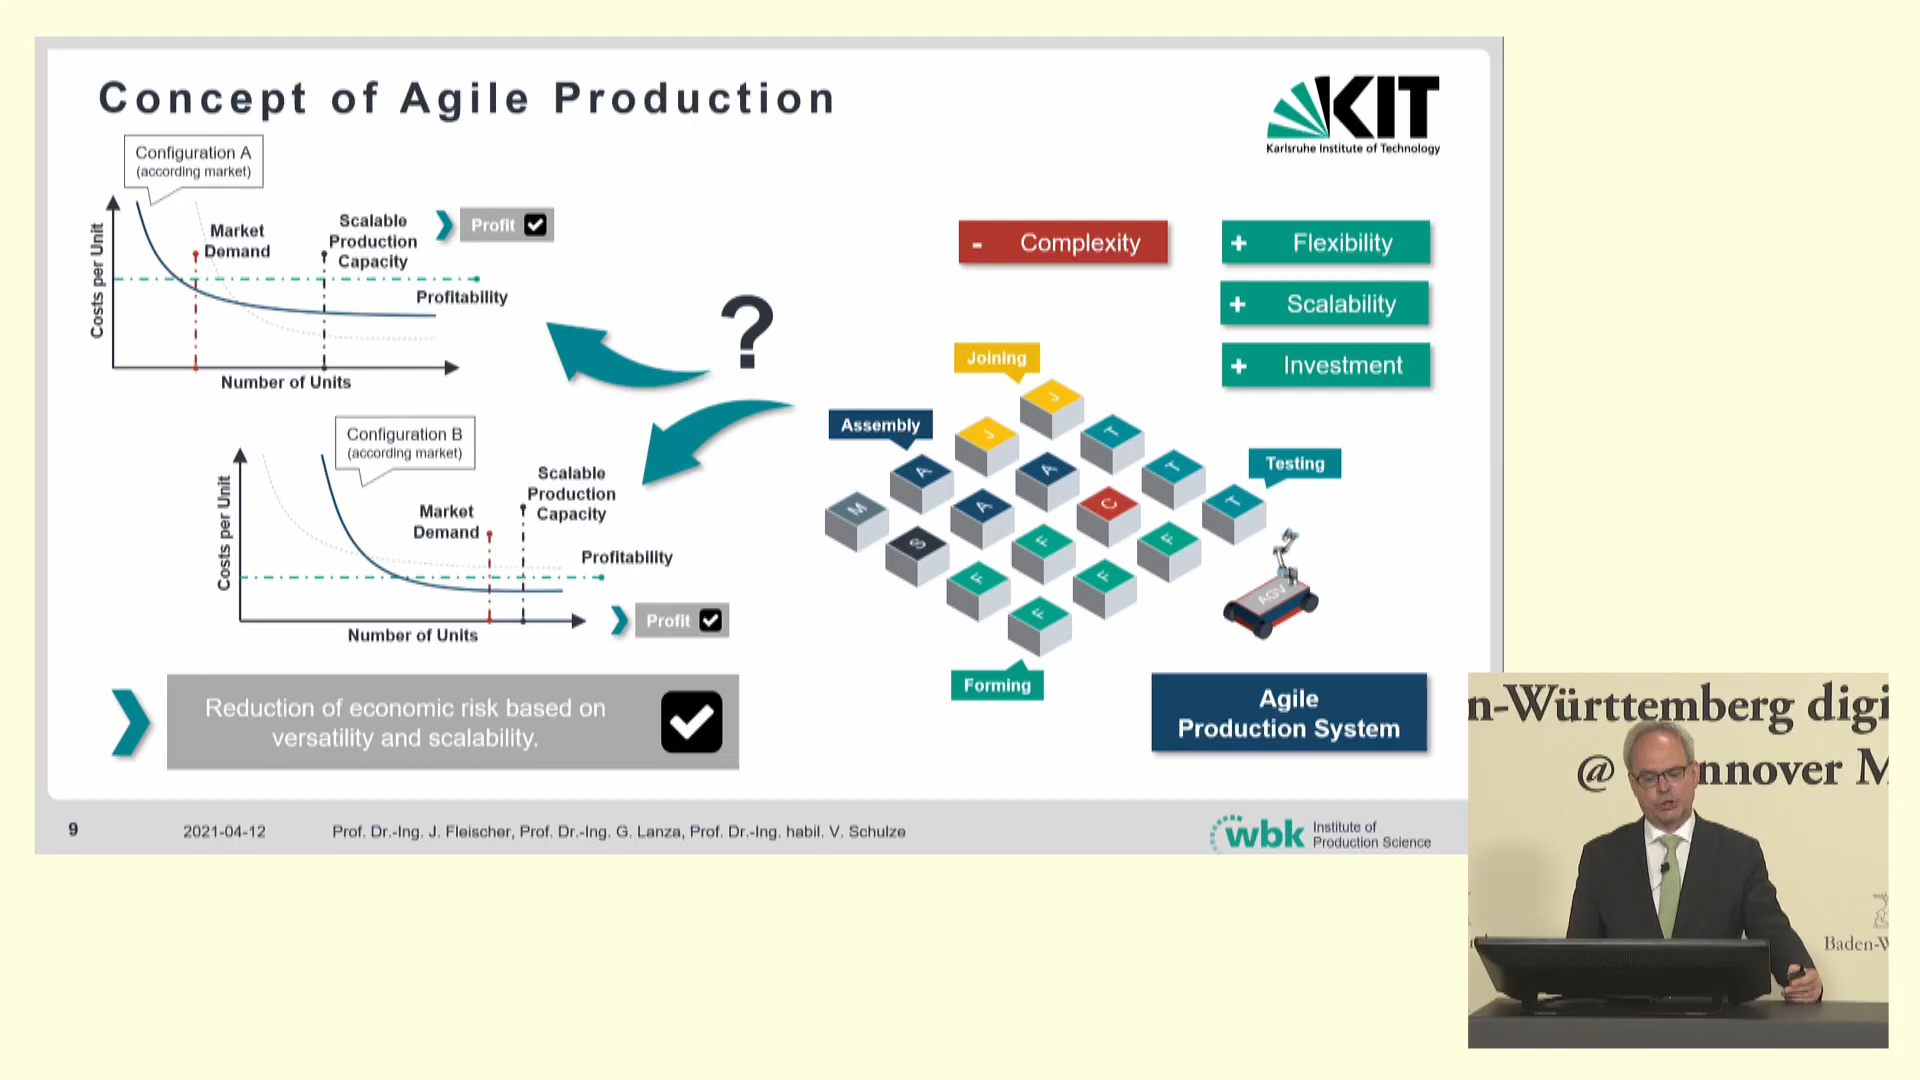 Concept of Agile Production
KIT
Karlsruhe Institute of Technology
Configuration A
(according market)
Costs per Unit
Market
Demand
Scalable
Production
Capacity
Profit
Profitability
Number of Units
?
Configuration B
(according market)
Costs per Unit
Market
Demand
Scalable
Production
Capacity
Profitability
Number of Units
Profit
Reduction of economic risk based on
versatility and scalability.
- Complexity
+ Flexibility
+ Scalability
+ Investment
Joining
Assembly
Testing
Forming
J
J
T
A
A
T
M
A
C
T
S
F
F
F
F
F
AGV
Agile
Production System
9
2021-04-12
Prof. Dr.-Ing. J. Fleischer, Prof. Dr.-Ing. G. Lanza, Prof. Dr.-Ing. habil. V. Schulze
wbk
Institute of
Production Science
n-Württemberg digi
@ nnover M
Baden-W